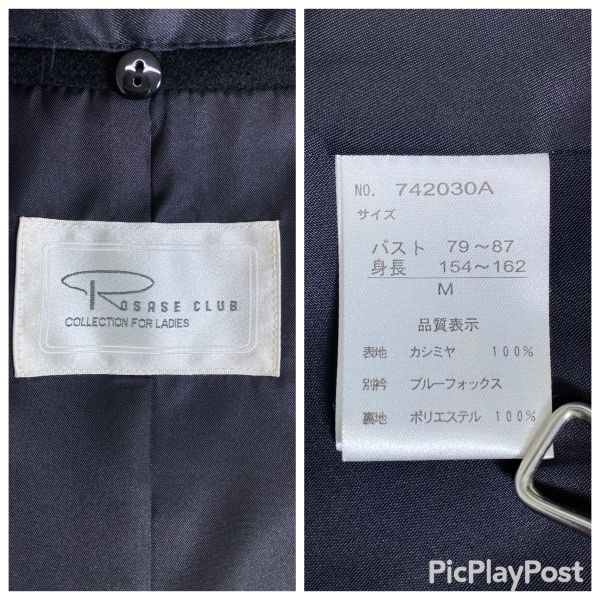 ROSASE CLUB
COLLECTION FOR LADIES
NO. 742030A
サイズ
バスト 79〜87
身長 154〜162
M
品質表示
表地 カシミヤ 100%
別衿 ブルーフォックス
裏地 ポリエステル 100%
PicPlayPost